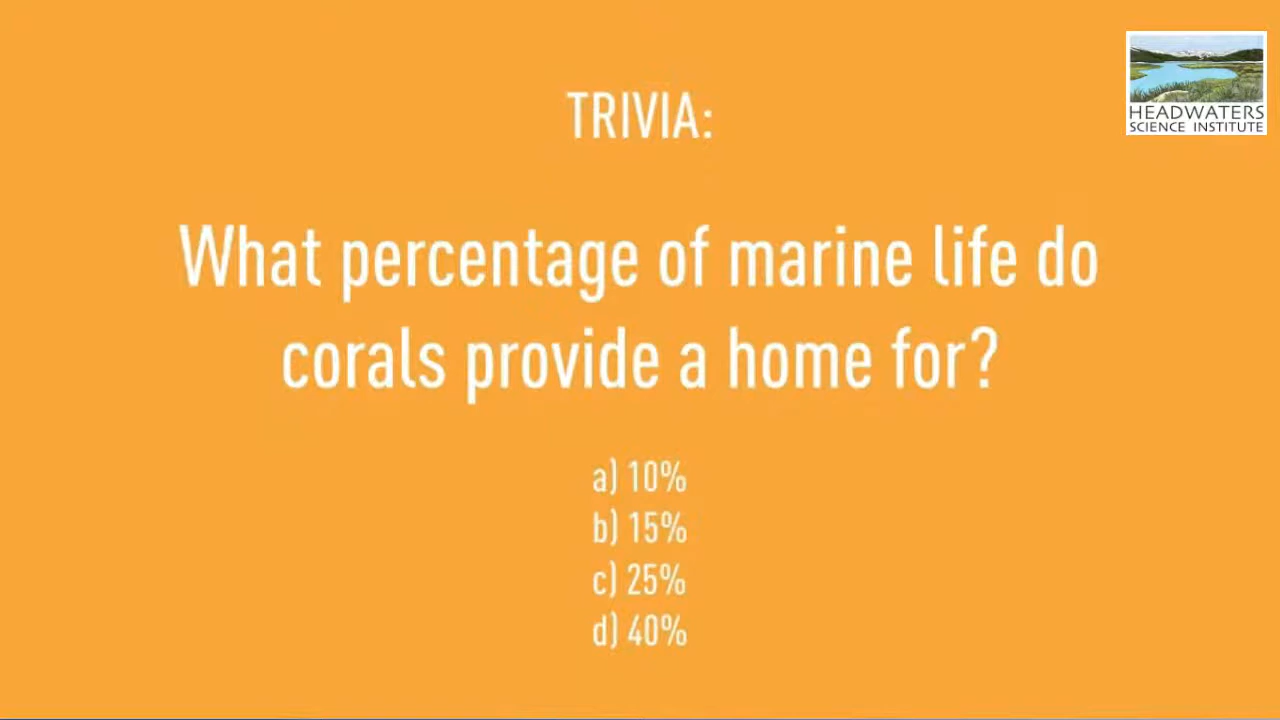 HEADWATERS
SCIENCE INSTITUTE
TRIVIA:
What percentage of marine life do
corals provide a home for?
a) 10%
b) 15%
c) 25%
d) 40%